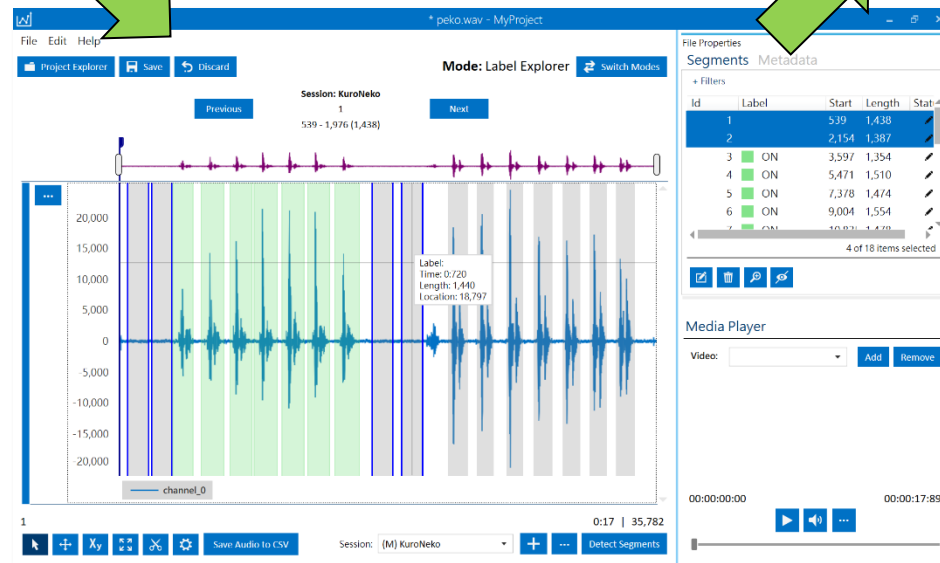 * peko.wav - MyProject
File Edit Help
Project Explorer Save Discard
Mode: Label Explorer Switch Modes
Session: KuroNeko
Previous 1 Next
539 - 1,976 (1,438)
20,000
15,000
10,000
5,000
0
-5,000
-10,000
-15,000
-20,000
Label:
Time: 0:720
Length: 1,440
Location: 18,797
channel_0
1 0:17 | 35,782
Xy Save Audio to CSV Session: (M) KuroNeko Detect Segments
File Properties
Segments Metadata
+ Filters
Id Label Start Length
1 539 1,438
2 2,154 1,387
3 ON 3,597 1,354
4 ON 5,471 1,510
5 ON 7,378 1,474
6 ON 9,004 1,554
4 of 18 items selected
Media Player
Video: Add Remove
00:00:00:00 00:00:17:89